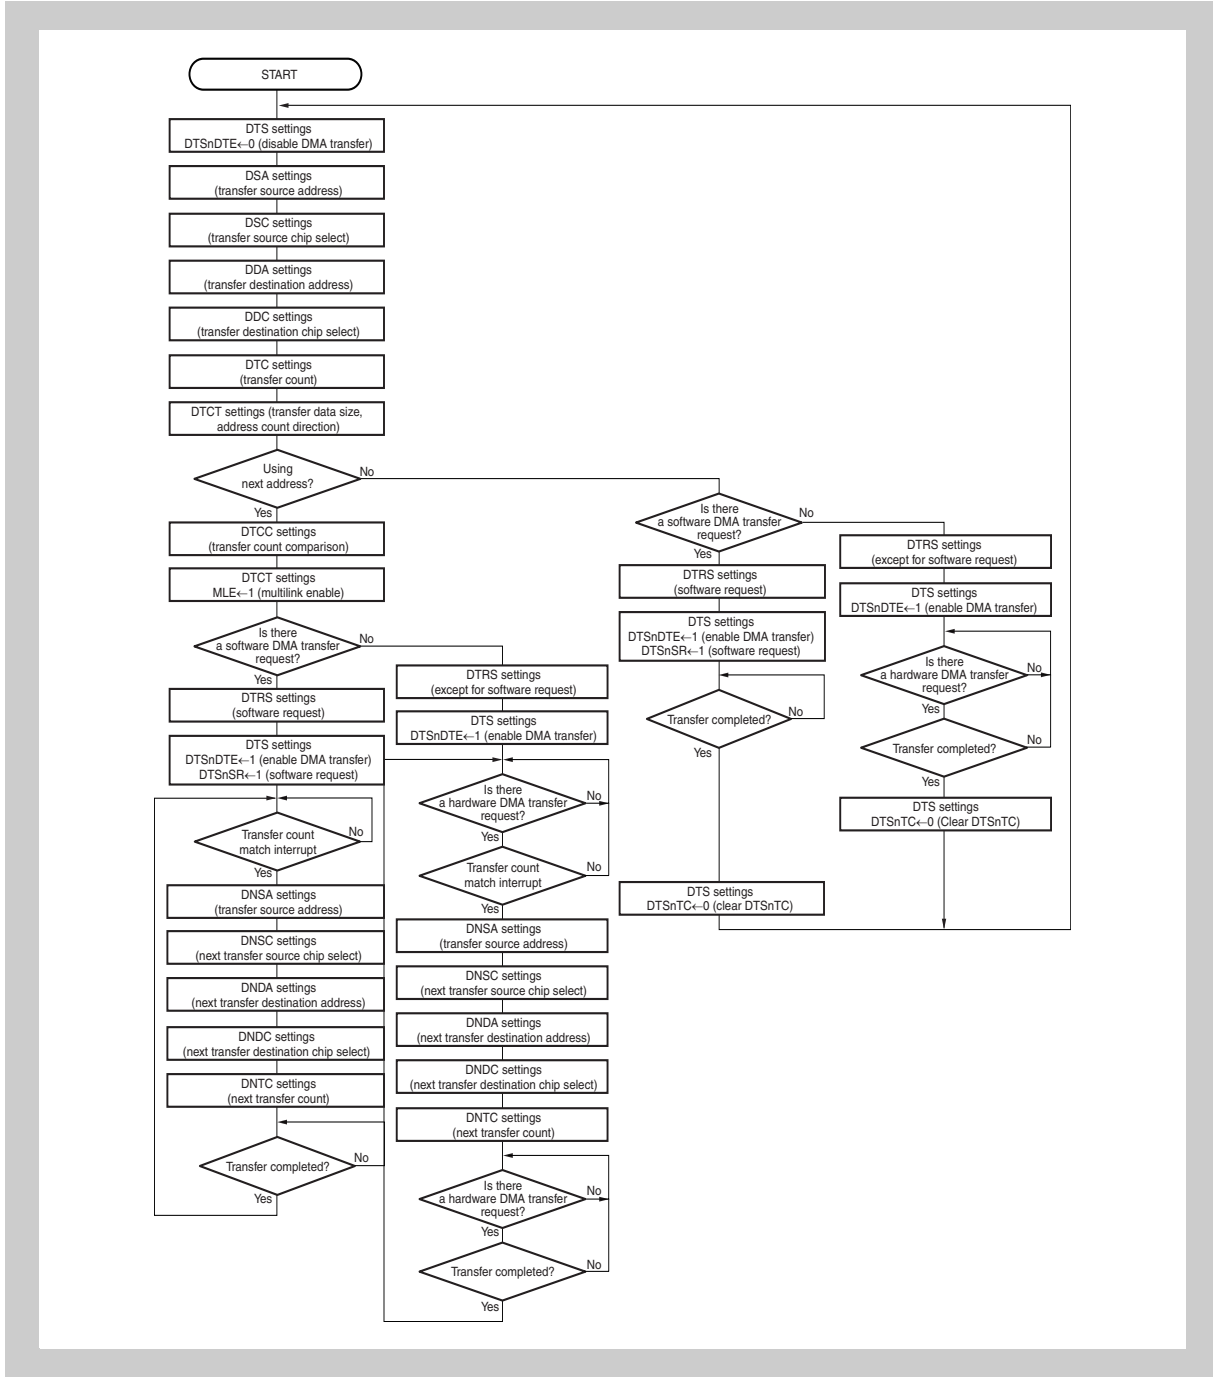 START
DTS settings
DTSnDTE←0 (disable DMA transfer)
DSA settings
(transfer source address)
DSC settings
(transfer source chip select)
DDA settings
(transfer destination address)
DDC settings
(transfer destination chip select)
DTC settings
(transfer count)
DTCT settings (transfer data size,
address count direction)
Using
next address?
No
Yes
DTCC settings
(transfer count comparison)
DTCT settings
MLE←1 (multilink enable)
Is there
a software DMA transfer
request?
No
Yes
DTRS settings
(software request)
DTS settings
DTSnDTE←1 (enable DMA transfer)
DTSnSR←1 (software request)
Transfer count
match interrupt
No
Yes
DNSA settings
(transfer source address)
DNSC settings
(next transfer source chip select)
DNDA settings
(next transfer destination address)
DNDC settings
(next transfer destination chip select)
DNTC settings
(next transfer count)
Transfer completed?
No
Yes
DTRS settings
(except for software request)
DTS settings
DTSnDTE←1 (enable DMA transfer)
Is there
a hardware DMA transfer
request?
No
Yes
Transfer count
match interrupt
No
Yes
DNSA settings
(transfer source address)
DNSC settings
(next transfer source chip select)
DNDA settings
(next transfer destination address)
DNDC settings
(next transfer destination chip select)
DNTC settings
(next transfer count)
Is there
a hardware DMA transfer
request?
No
Yes
Transfer completed?
No
Yes
Is there
a software DMA transfer
request?
No
Yes
DTRS settings
(software request)
DTS settings
DTSnDTE←1 (enable DMA transfer)
DTSnSR←1 (software request)
Transfer completed?
No
Yes
DTS settings
DTSnTC←0 (clear DTSnTC)
DTRS settings
(except for software request)
DTS settings
DTSnDTE←1 (enable DMA transfer)
Is there
a hardware DMA transfer
request?
No
Yes
Transfer completed?
No
Yes
DTS settings
DTSnTC←0 (Clear DTSnTC)